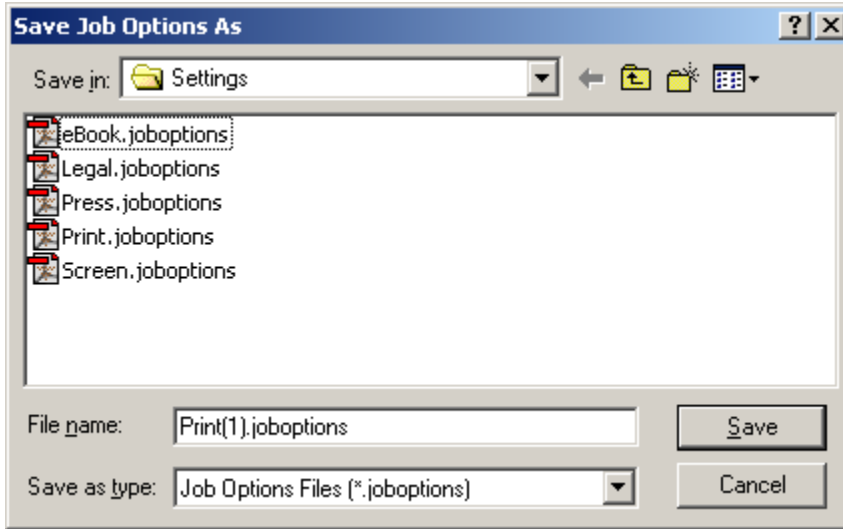 Save Job Options As
Save in: Settings
eBook.joboptions
Legal.joboptions
Press.joboptions
Print.joboptions
Screen.joboptions
File name: Print(1).joboptions Save
Save as type: Job Options Files (*.joboptions) Cancel